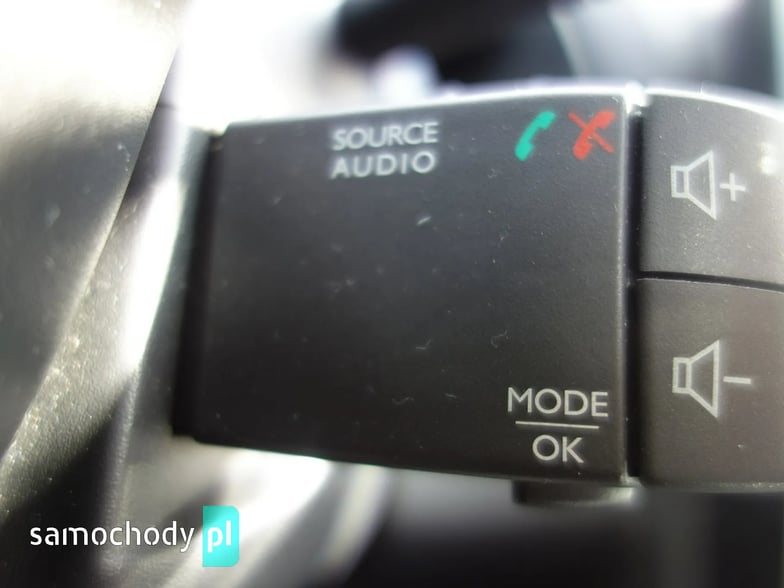 SOURCE
AUDIO
+
-
MODE
OK
samochody pl